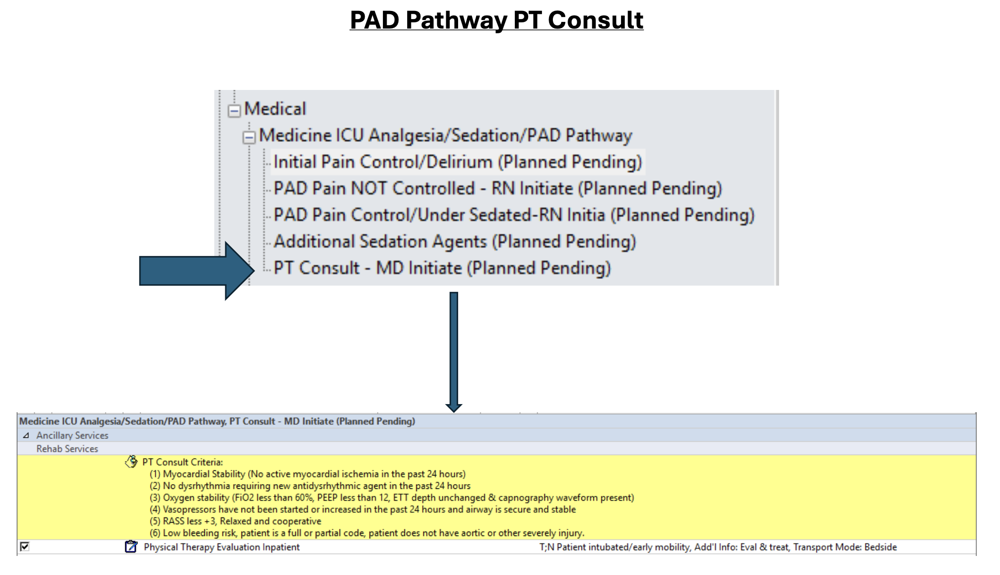 PAD Pathway PT Consult
Medical
Medicine ICU Analgesia/Sedation/PAD Pathway
Initial Pain Control/Delirium (Planned Pending)
PAD Pain NOT Controlled - RN Initiate (Planned Pending)
PAD Pain Control/Under Sedated-RN Initia (Planned Pending)
Additional Sedation Agents (Planned Pending)
PT Consult - MD Initiate (Planned Pending)
Medicine ICU Analgesia/Sedation/PAD Pathway, PT Consult - MD Initiate (Planned Pending)
Ancillary Services
Rehab Services
PT Consult Criteria:
(1) Myocardial Stability (No active myocardial ischemia in the past 24 hours)
(2) No dysrhythmia requiring new antidysrhythmic agent in the past 24 hours
(3) Oxygen stability (FiO2 less than 60%, PEEP less than 12, ETT depth unchanged & capnography waveform present)
(4) Vasopressors have not been started or increased in the past 24 hours and airway is secure and stable
(5) RASS less +3, Relaxed and cooperative
(6) Low bleeding risk, patient is a full or partial code, patient does not have aortic or other severely injury.
Physical Therapy Evaluation Inpatient T;N Patient intubated/early mobility, Add'l Info: Eval & treat, Transport Mode: Bedside